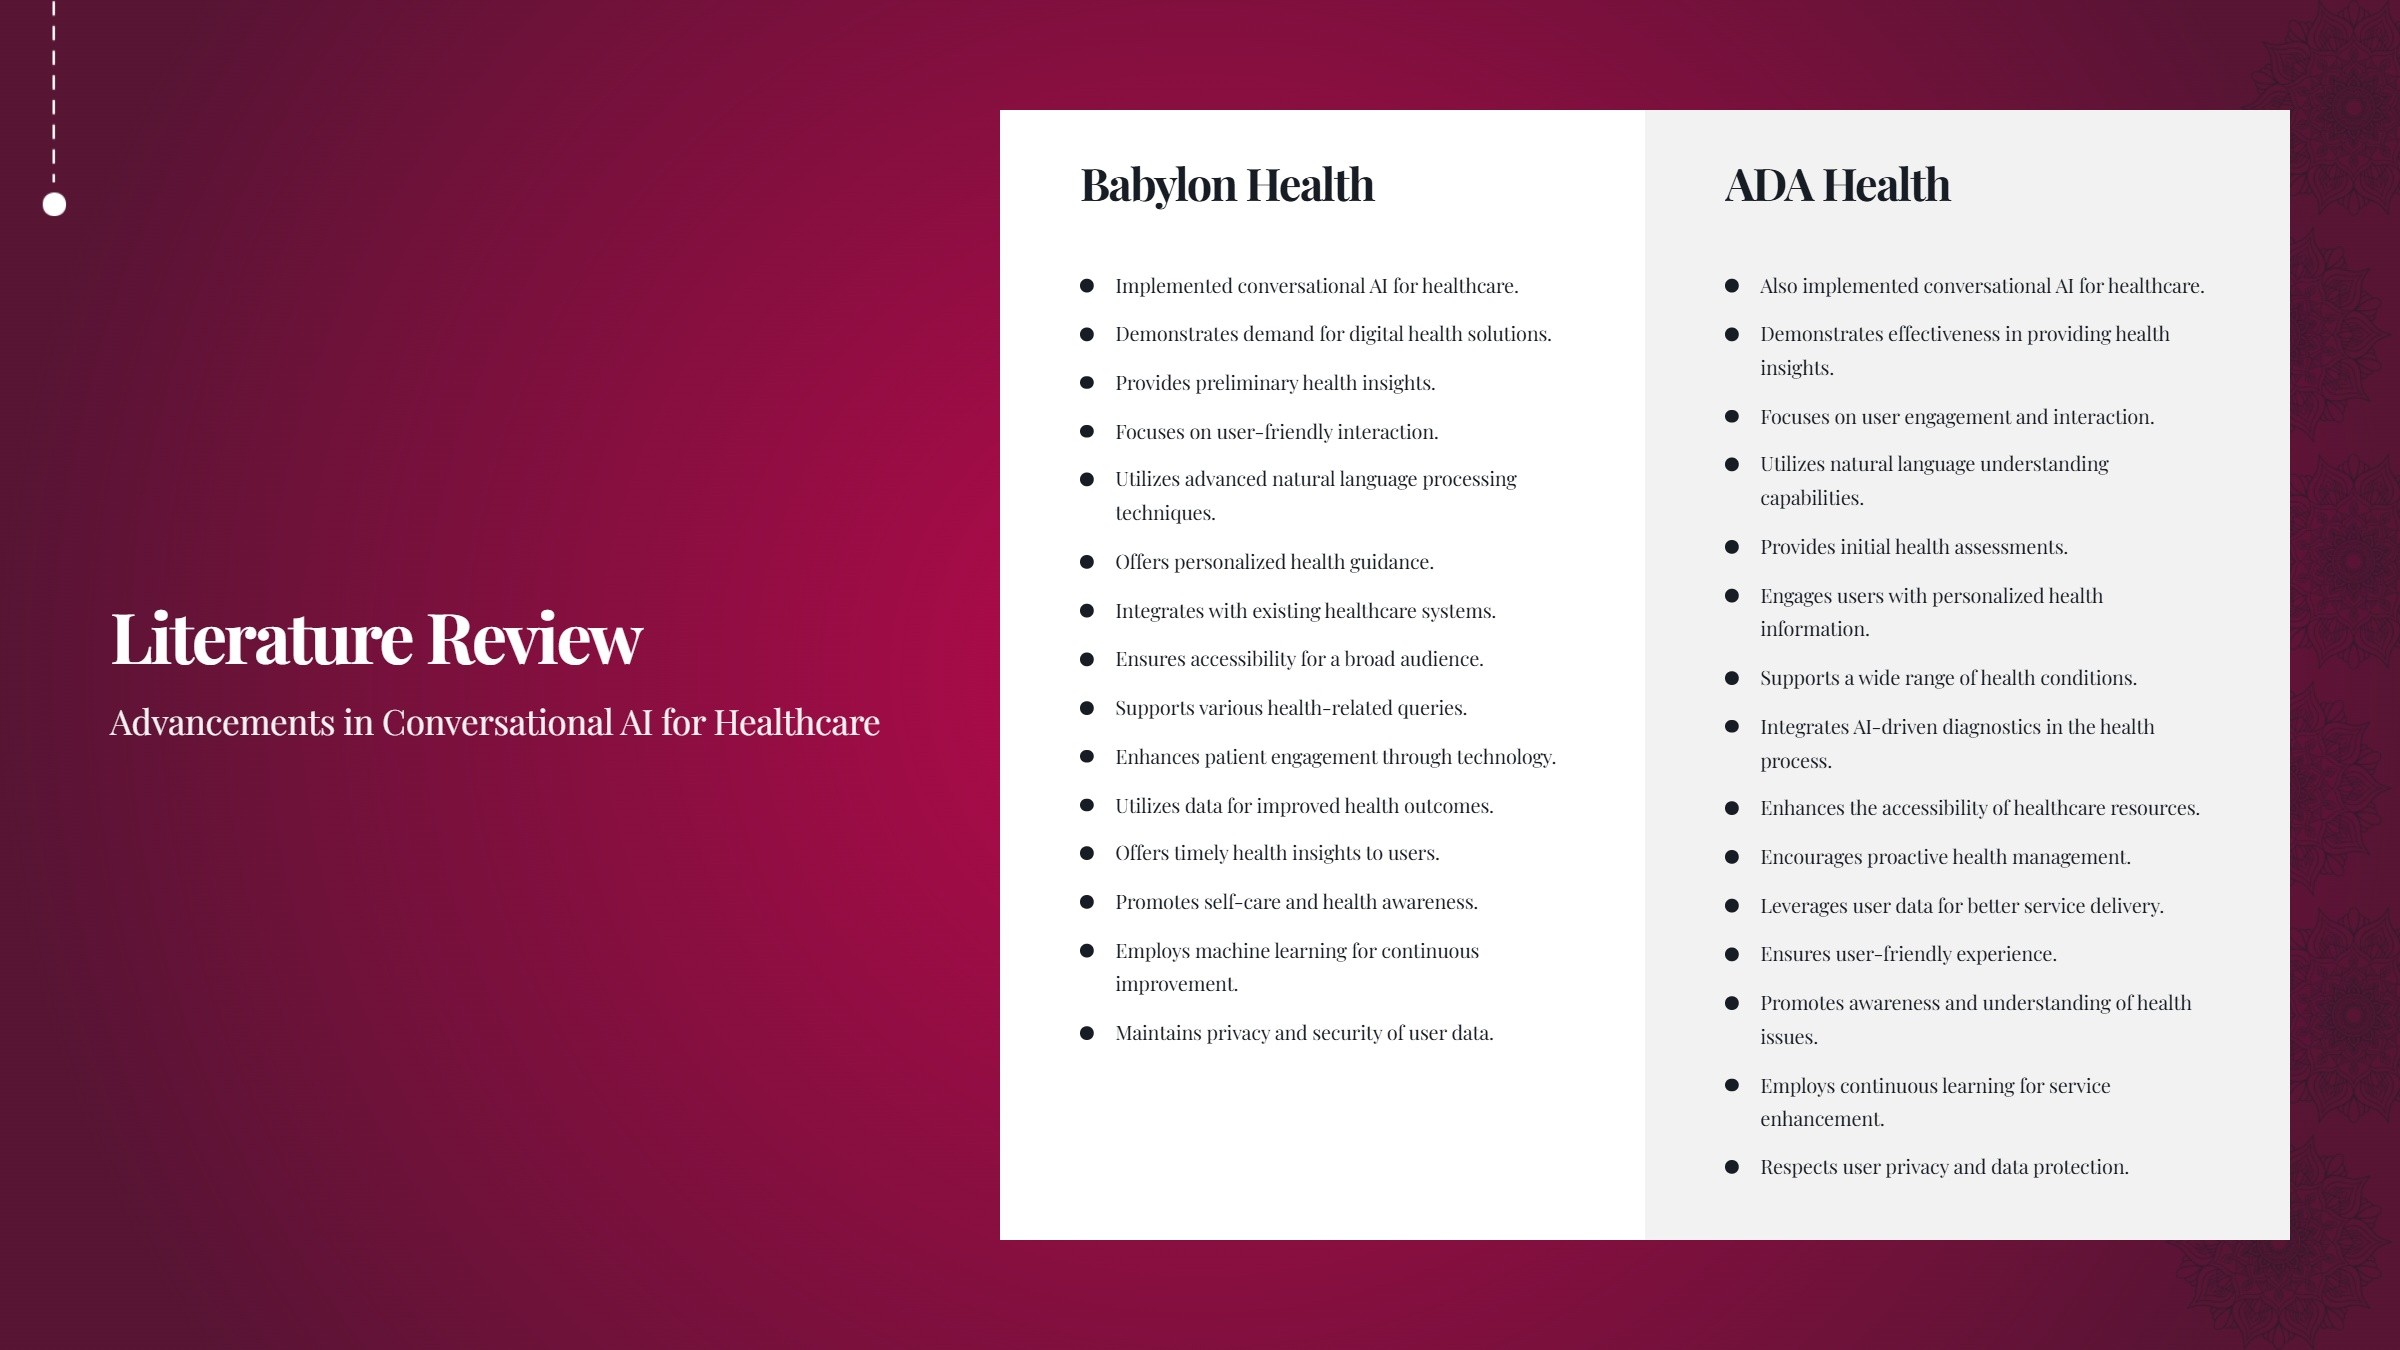 Literature Review
Advancements in Conversational AI for Healthcare
Babylon Health
Implemented conversational AI for healthcare.
Demonstrates demand for digital health solutions.
Provides preliminary health insights.
Focuses on user-friendly interaction.
Utilizes advanced natural language processing
techniques.
Offers personalized health guidance.
Integrates with existing healthcare systems.
Ensures accessibility for a broad audience.
Supports various health-related queries.
Enhances patient engagement through technology.
Utilizes data for improved health outcomes.
Offers timely health insights to users.
Promotes self-care and health awareness.
Employs machine learning for continuous
improvement.
Maintains privacy and security of user data.
ADA Health
Also implemented conversational AI for healthcare.
Demonstrates effectiveness in providing health
insights.
Focuses on user engagement and interaction.
Utilizes natural language understanding
capabilities.
Provides initial health assessments.
Engages users with personalized health
information.
Supports a wide range of health conditions.
Integrates AI-driven diagnostics in the health
process.
Enhances the accessibility of healthcare resources.
Encourages proactive health management.
Leverages user data for better service delivery.
Ensures user-friendly experience.
Promotes awareness and understanding of health
issues.
Employs continuous learning for service
enhancement.
Respects user privacy and data protection.